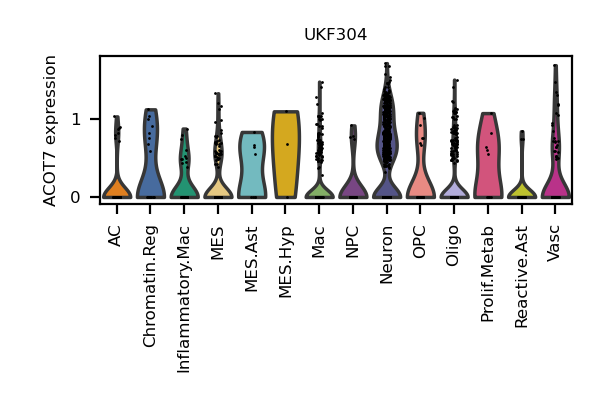 UKF304
ACOT7 expression
1
0
AC
Chromatin.Reg
Inflammatory.Mac
MES
MES.Ast
MES.Hyp
Mac
NPC
Neuron
OPC
Oligo
Prolif.Metab
Reactive.Ast
Vasc